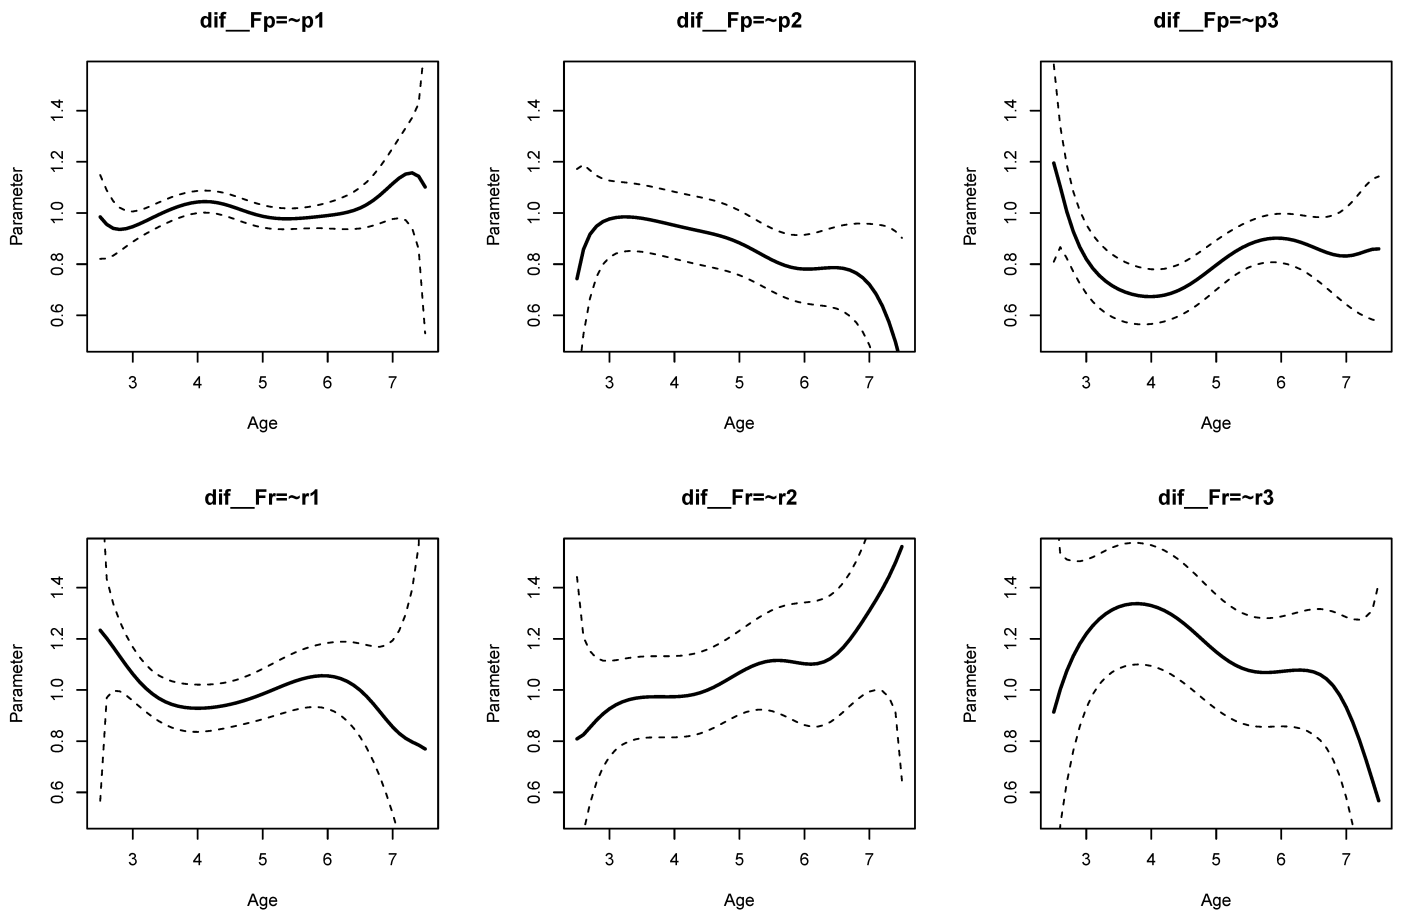 dif__Fp=~p1
Parameter
1.4
1.2
1.0
0.8
0.6
3 4 5 6 7
Age
dif__Fp=~p2
Parameter
1.4
1.2
1.0
0.8
0.6
3 4 5 6 7
Age
dif__Fp=~p3
Parameter
1.4
1.2
1.0
0.8
0.6
3 4 5 6 7
Age
dif__Fr=~r1
Parameter
1.4
1.2
1.0
0.8
0.6
3 4 5 6 7
Age
dif__Fr=~r2
Parameter
1.4
1.2
1.0
0.8
0.6
3 4 5 6 7
Age
dif__Fr=~r3
Parameter
1.4
1.2
1.0
0.8
0.6
3 4 5 6 7
Age